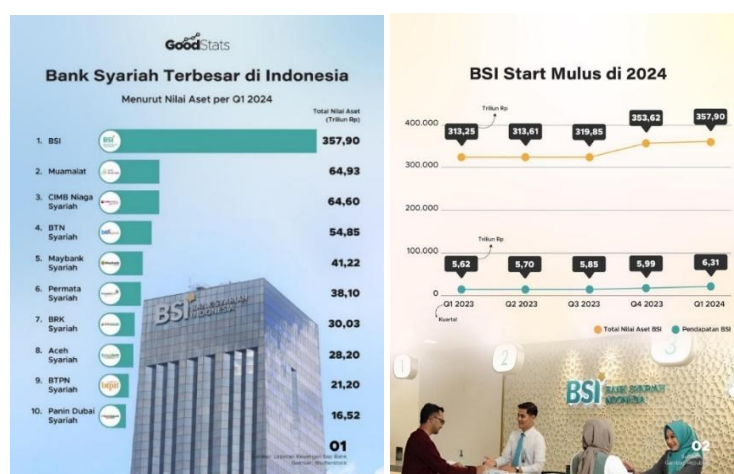 GoodStats
Bank Syariah Terbesar di Indonesia
Menurut Nilai Aset per Q1 2024
Total Nilai Aset
(Triliun Rp)
1. BSI 357,90
2. Muamalat 64,93
3. CIMB Niaga
Syariah 64,60
4. BTN
Syariah 54,85
5. Maybank
Syariah 41,22
6. Permata
Syariah 38,10
7. BRK
Syariah 30,03
8. Aceh
Syariah 28,20
9. BTPN
Syariah 21,20
10. Panin Dubai
Syariah 16,52
BSI BANK SYARIAH
INDONESIA
01
BSI Start Mulus di 2024
Triliun Rp
400.000
313,25 313,61 319,85 353,62 357,90
300.000
200.000
Triliun Rp
100.000
5,62 5,70 5,85 5,99 6,31
0
Q1 2023 Q2 2023 Q3 2023 Q4 2023 Q1 2024
Kuartal
Total Nilai Aset BSI Pendapatan BSI
1
2
3
BSI BANK SYARIAH
INDONESIA
02